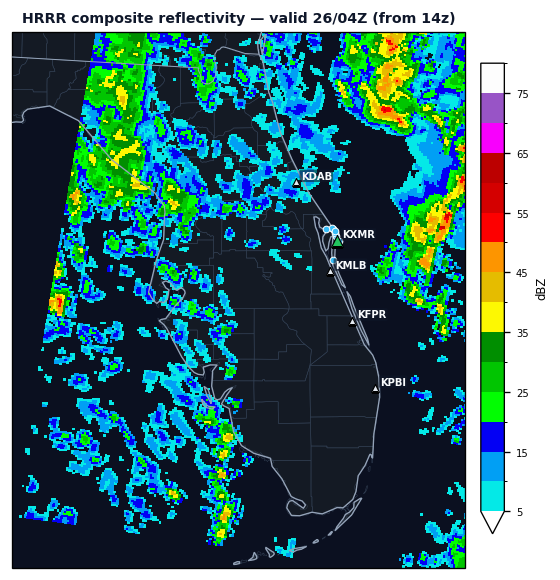 HRRR composite reflectivity — valid 26/04Z (from 14z)
KDAB
KXMR
KMLB
KFPR
KPBI
75
65
55
45
35
25
15
5
dBZ